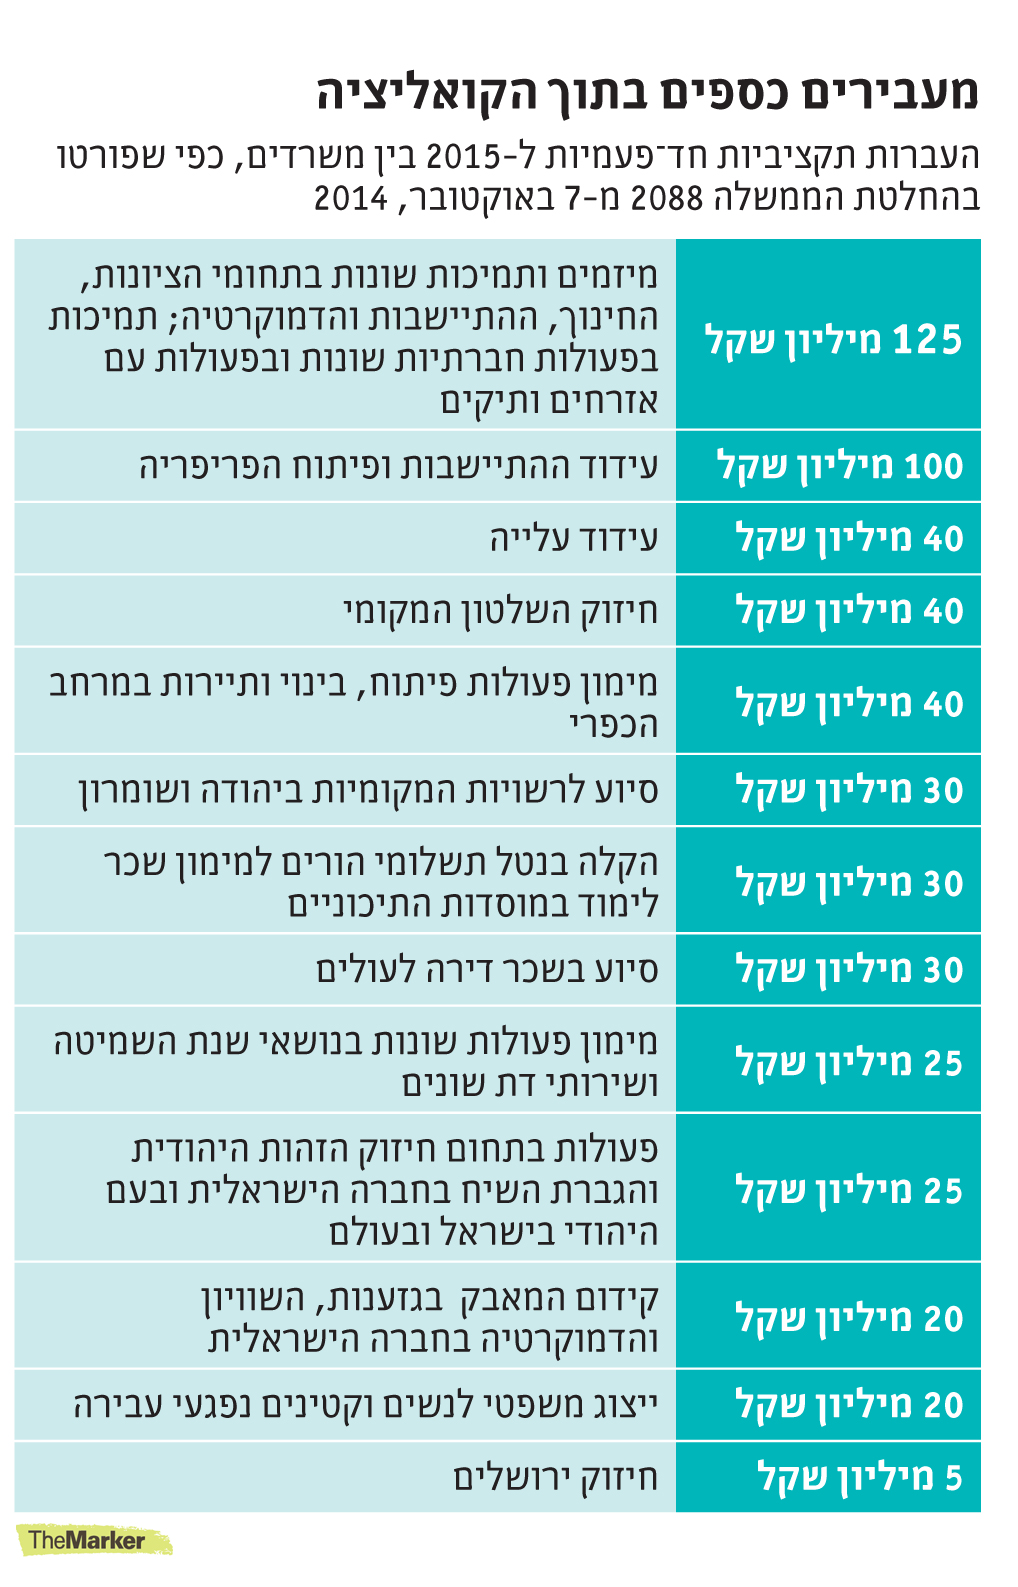 מעבירים כספים בתוך הקואליציה
העברות תקציביות חד־פעמיות ל-2015 בין משרדים, כפי שפורטו
בהחלטת הממשלה 2088 מ-7 באוקטובר, 2014
125 מיליון שקל
מיזמים ותמיכות שונות בתחומי הציונות,
החינוך, ההתיישבות והדמוקרטיה; תמיכות
בפעולות חברתיות שונות ובפעולות עם
אזרחים ותיקים
100 מיליון שקל
עידוד ההתיישבות ופיתוח הפריפריה
40 מיליון שקל
עידוד עלייה
40 מיליון שקל
חיזוק השלטון המקומי
40 מיליון שקל
מימון פעולות פיתוח, בינוי ותיירות במרחב
הכפרי
30 מיליון שקל
סיוע לרשויות המקומיות ביהודה ושומרון
30 מיליון שקל
הקלה בנטל תשלומי הורים למימון שכר
לימוד במוסדות התיכוניים
30 מיליון שקל
סיוע בשכר דירה לעולים
25 מיליון שקל
מימון פעולות שונות בנושאי שנת השמיטה
ושירותי דת שונים
25 מיליון שקל
פעולות בתחום חיזוק הזהות היהודית
והגברת השיח בחברה הישראלית ובעם
היהודי בישראל ובעולם
20 מיליון שקל
קידום המאבק בגזענות, השוויון
והדמוקרטיה בחברה הישראלית
20 מיליון שקל
ייצוג משפטי לנשים וקטינים נפגעי עבירה
5 מיליון שקל
חיזוק ירושלים
TheMarker